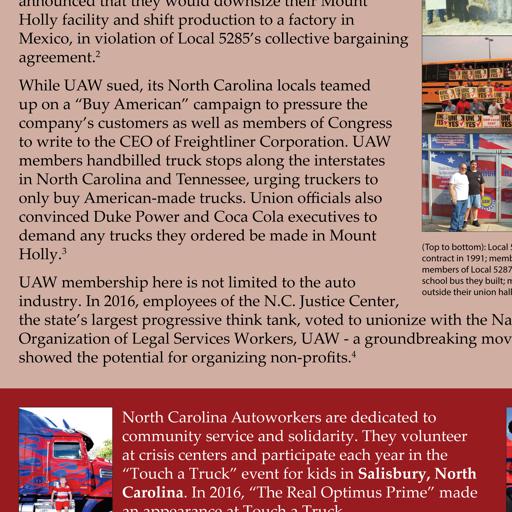 announced that they would downsize their Mount
Holly facility and shift production to a factory in
Mexico, in violation of Local 5285's collective bargaining
agreement.2
While UAW sued, its North Carolina locals teamed
up on a “Buy American” campaign to pressure the
company's customers as well as members of Congress
to write to the CEO of Freightliner Corporation. UAW
members handbilled truck stops along the interstates
in North Carolina and Tennessee, urging truckers to
only buy American-made trucks. Union officials also
convinced Duke Power and Coca Cola executives to
demand any trucks they ordered be made in Mount
Holly.3
(Top to bottom): Local 5
contract in 1991; memb
members of Local 5287
school bus they built; m
outside their union hall
UAW membership here is not limited to the auto
industry. In 2016, employees of the N.C. Justice Center,
the state's largest progressive think tank, voted to unionize with the Na
Organization of Legal Services Workers, UAW - a groundbreaking mov
showed the potential for organizing non-profits.4
North Carolina Autoworkers are dedicated to
community service and solidarity. They volunteer
at crisis centers and participate each year in the
“Touch a Truck” event for kids in Salisbury, North
Carolina. In 2016, “The Real Optimus Prime” made
an appearance at Touch a Truck